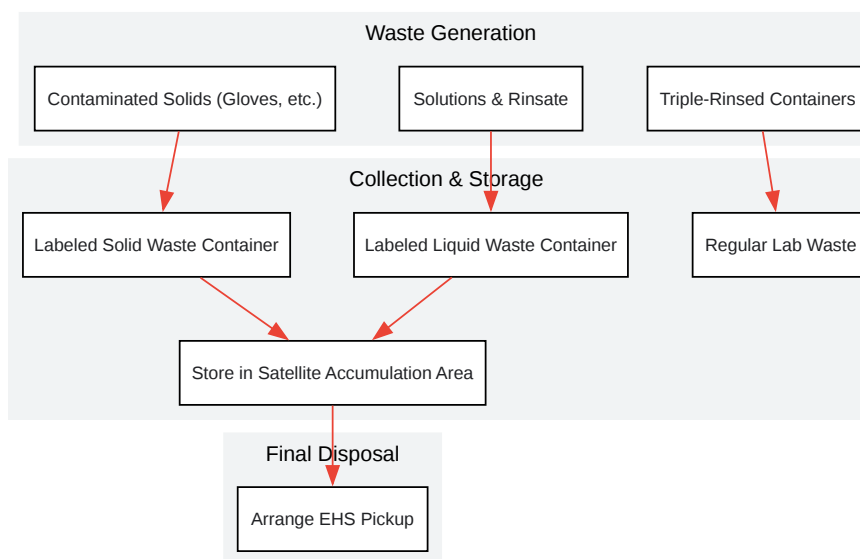 Waste Generation
Contaminated Solids (Gloves, etc.)
Solutions & Rinsate
Triple-Rinsed Containers
Collection & Storage
Labeled Solid Waste Container
Labeled Liquid Waste Container
Regular Lab Waste
Store in Satellite Accumulation Area
Final Disposal
Arrange EHS Pickup